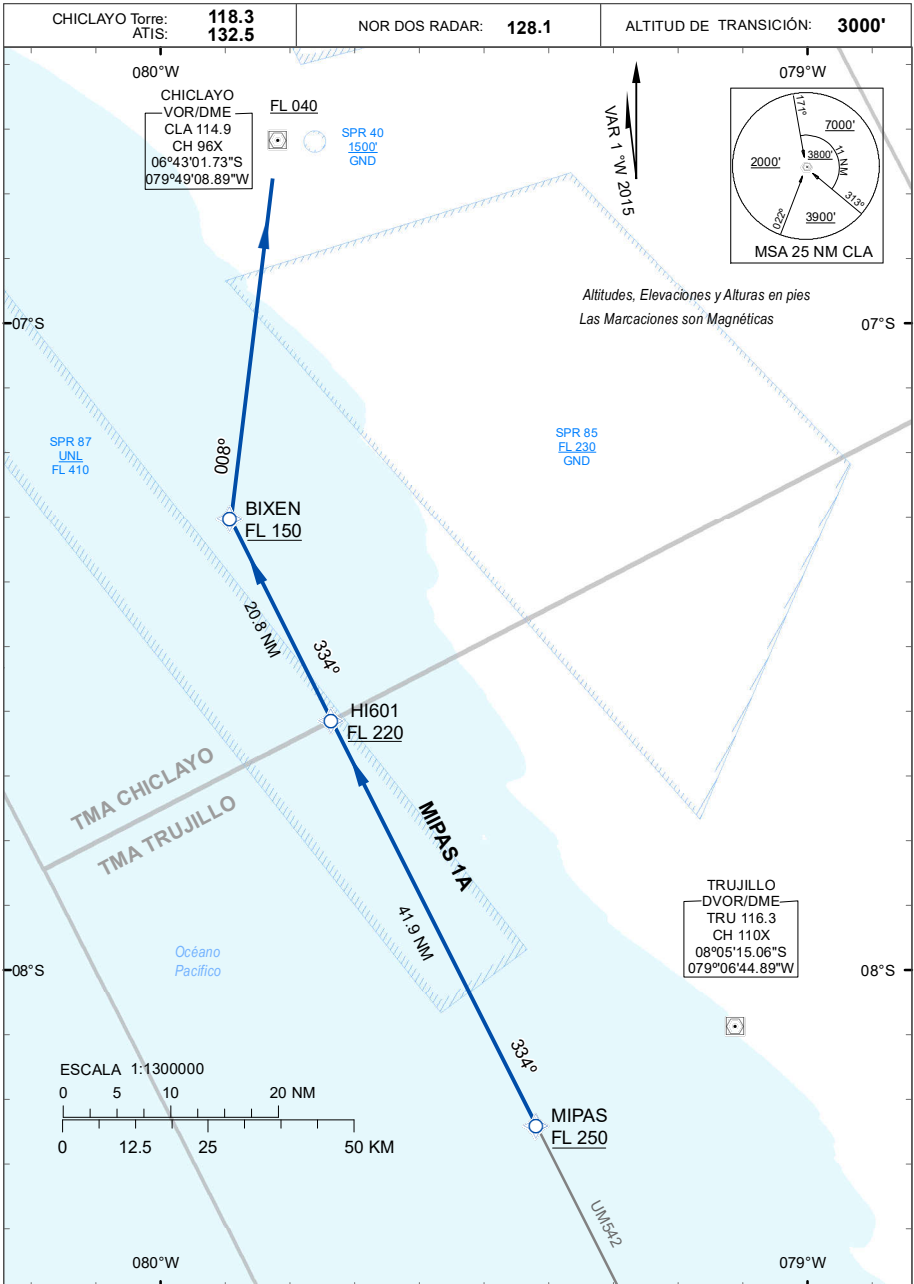 CHICLAYO Torre: 118.3
ATIS: 132.5
NOR DOS RADAR: 128.1
ALTITUD DE TRANSICIÓN: 3000'
080°W
079°W
CHICLAYO
VOR/DME
CLA 114.9
CH 96X
06°43'01.73"S
079°49'08.89"W
FL 040
SPR 40
1500'
GND
VAR 1 °W 2015
171°
7000'
2000'
3800'
11 NM
313°
022°
3900'
MSA 25 NM CLA
Altitudes, Elevaciones y Alturas en pies
Las Marcaciones son Magnéticas
07°S
07°S
SPR 87
UNL
FL 410
SPR 85
FL 230
GND
008°
BIXEN
FL 150
20.8 NM
334°
HI601
FL 220
TMA CHICLAYO
TMA TRUJILLO
MIPAS 1A
41.9 NM
TRUJILLO
DVOR/DME
TRU 116.3
CH 110X
08°05'15.06"S
079°06'44.89"W
Océano
Pacífico
08°S
08°S
334°
ESCALA 1:1300000
0 5 10 20 NM
0 12.5 25 50 KM
MIPAS
FL 250
UM542
080°W
079°W